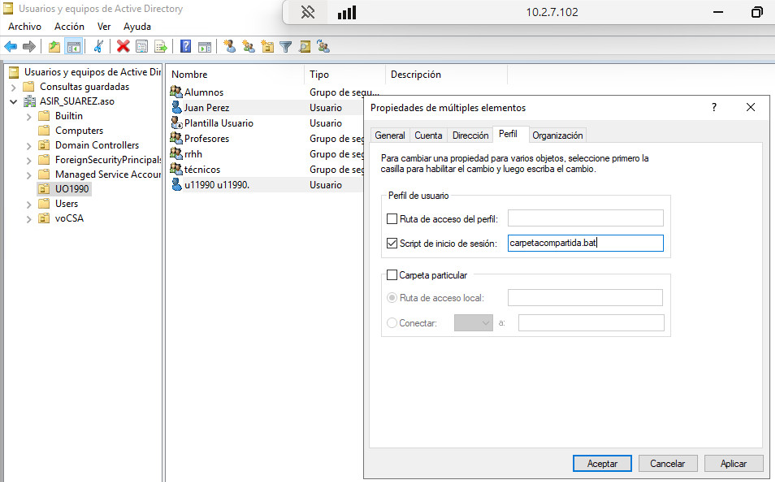 Usuarios y equipos de Active Directory
10.2.7.102
Archivo Acción Ver Ayuda
Usuarios y equipos de Active Dir
Consultas guardadas
ASIR_SUAREZ.aso
Builtin
Computers
Domain Controllers
ForeignSecurityPrincipals
Managed Service Accour
UO1990
Users
voCSA
Nombre Tipo Descripción
Alumnos Grupo de segu...
Juan Perez Usuario
Plantilla Usuario Usuario
Profesores Grupo de se
rrhh Grupo de se
técnicos Grupo de se
u11990 u11990. Usuario
Propiedades de múltiples elementos
General Cuenta Dirección Perfil Organización
Para cambiar una propiedad para varios objetos, seleccione primero la
casilla para habilitar el cambio y luego escriba el cambio.
Perfil de usuario
Ruta de acceso del perfil:
Script de inicio de sesión: carpetacompartida.bat
Carpeta particular
Ruta de acceso local:
Conectar: a:
Aceptar Cancelar Aplicar